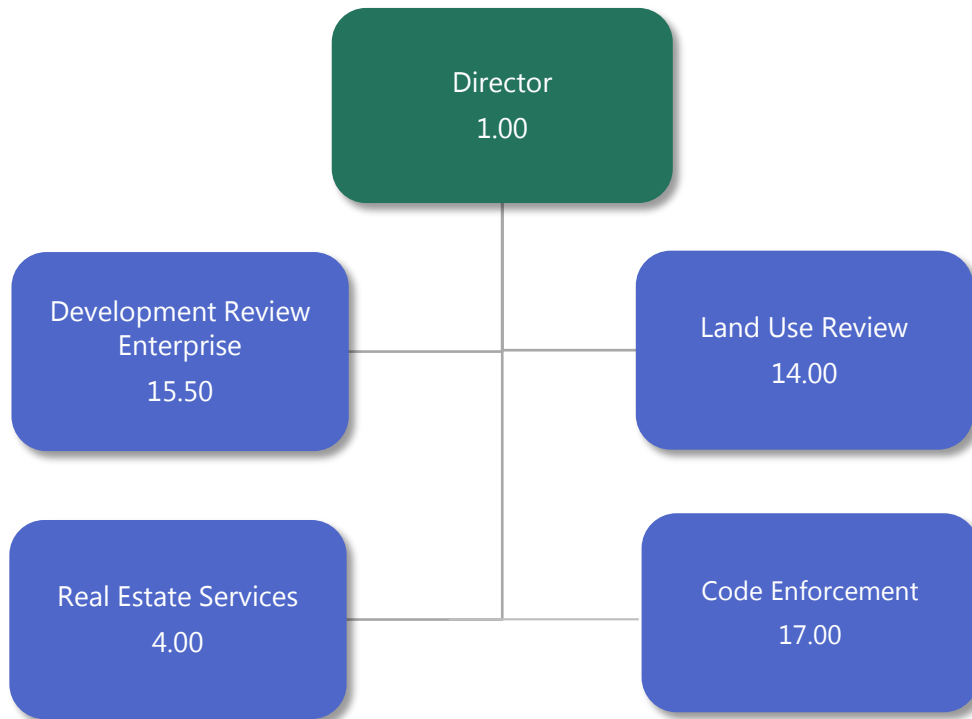 Director
1.00
Development Review
Enterprise
15.50
Land Use Review
14.00
Real Estate Services
4.00
Code Enforcement
17.00